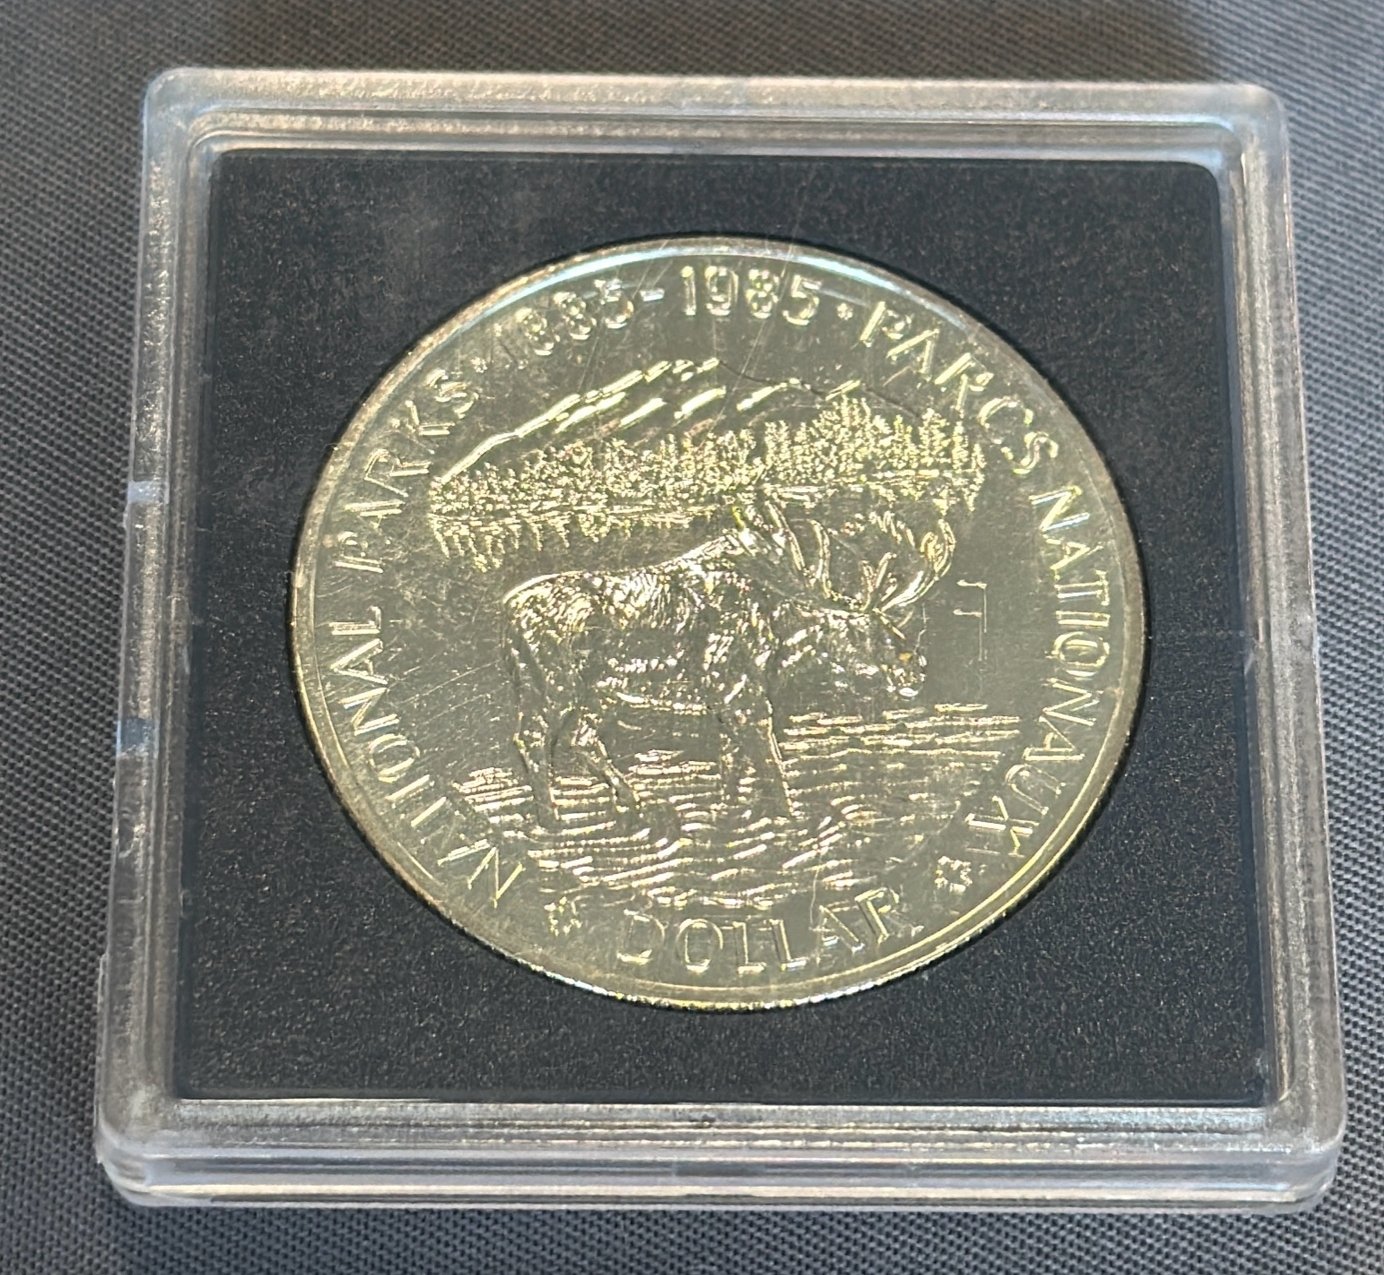 NATIONAL PARKS · 1885-1985 · PARCS NATIONAUX
DOLLAR